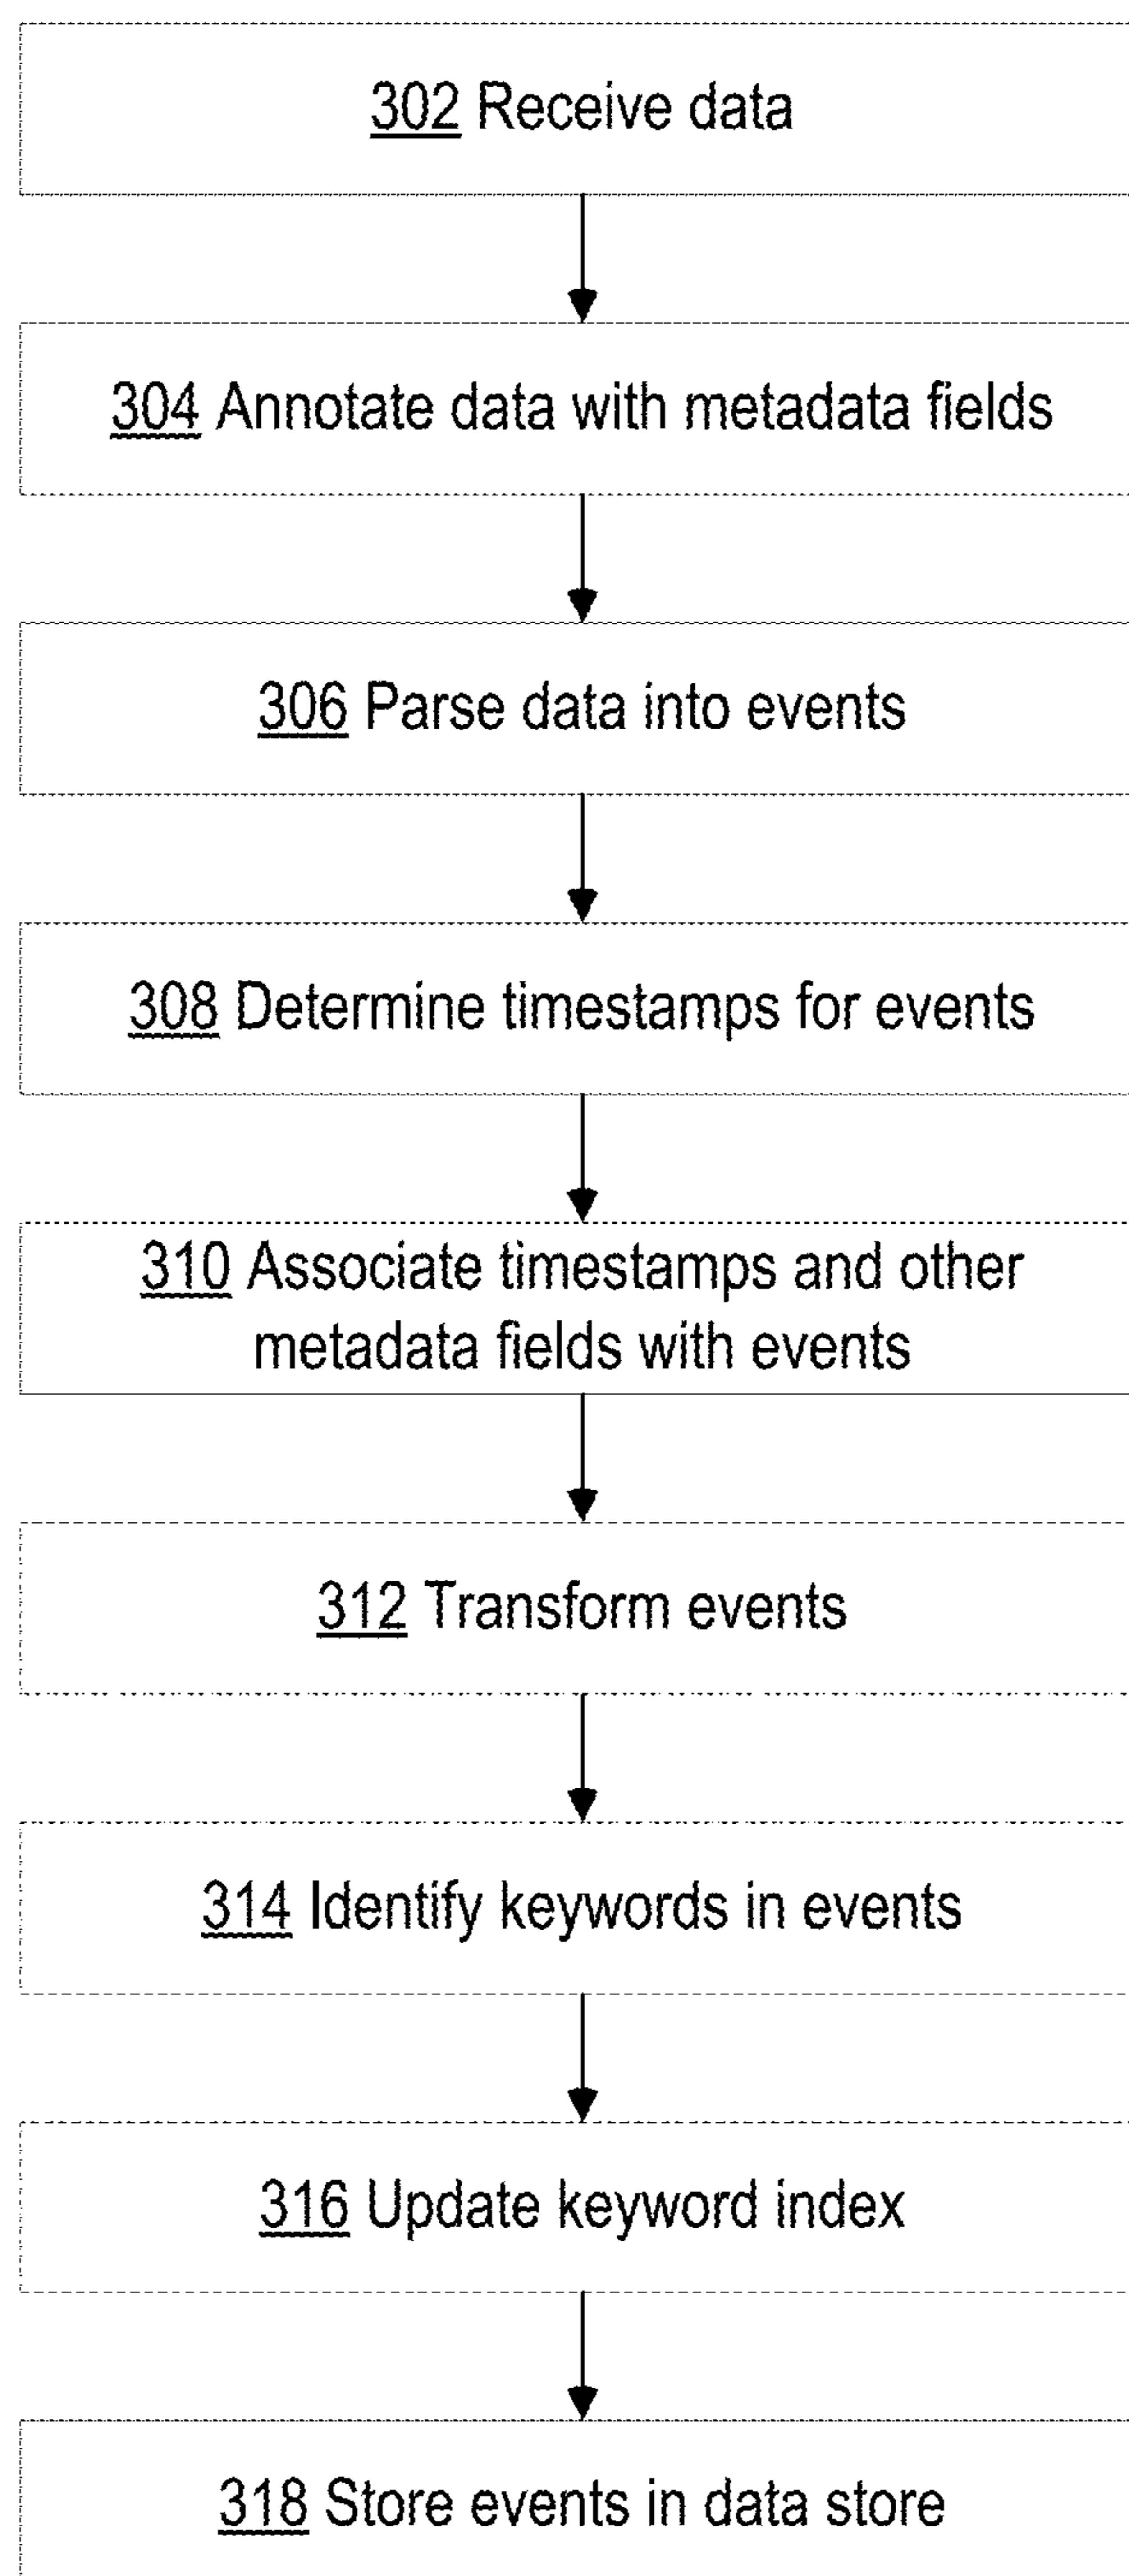 302 Receive data
304 Annotate data with metadata fields
306 Parse data into events
308 Determine timestamps for events
310 Associate timestamps and other
metadata fields with events
312 Transform events
314 Identify keywords in events
316 Update keyword index
318 Store events in data store